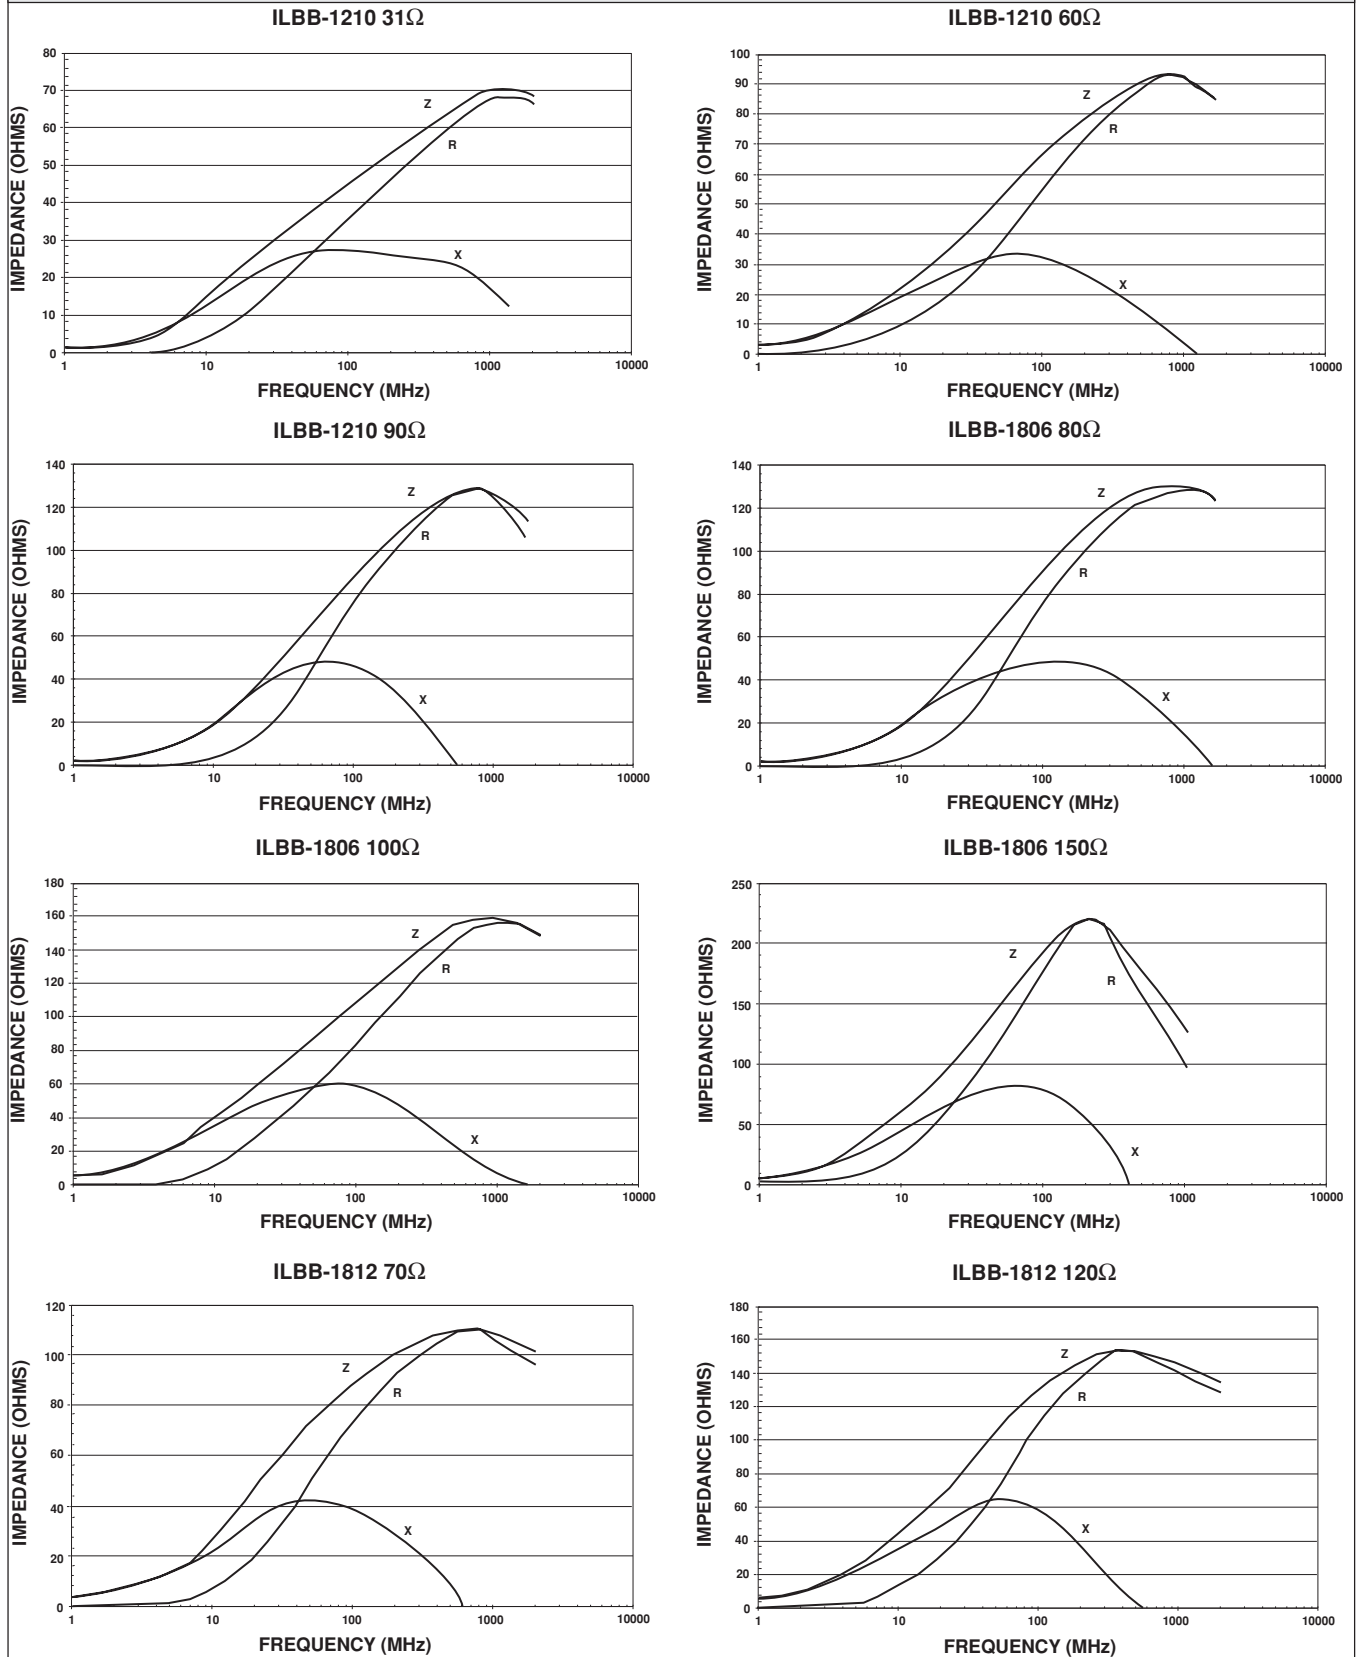 ILBB-1210 31Ω
IMPEDANCE (OHMS)
80
70
60
50
40
30
20
10
0
Z
R
X
1 10 100 1000 10000
FREQUENCY (MHz)
ILBB-1210 60Ω
IMPEDANCE (OHMS)
100
90
80
70
60
50
40
30
20
10
0
Z
R
X
1 10 100 1000 10000
FREQUENCY (MHz)
ILBB-1210 90Ω
IMPEDANCE (OHMS)
140
120
100
80
60
40
20
0
Z
R
X
1 10 100 1000 10000
FREQUENCY (MHz)
ILBB-1806 80Ω
IMPEDANCE (OHMS)
140
120
100
80
60
40
20
0
Z
R
X
1 10 100 1000 10000
FREQUENCY (MHz)
ILBB-1806 100Ω
IMPEDANCE (OHMS)
180
160
140
120
100
80
60
40
20
0
Z
R
X
1 10 100 1000 10000
FREQUENCY (MHz)
ILBB-1806 150Ω
IMPEDANCE (OHMS)
250
200
150
100
50
0
Z
R
X
1 10 100 1000 10000
FREQUENCY (MHz)
ILBB-1812 70Ω
IMPEDANCE (OHMS)
120
100
80
60
40
20
0
Z
R
X
1 10 100 1000 10000
FREQUENCY (MHz)
ILBB-1812 120Ω
IMPEDANCE (OHMS)
180
160
140
120
100
80
60
40
20
0
Z
R
X
1 10 100 1000 10000
FREQUENCY (MHz)